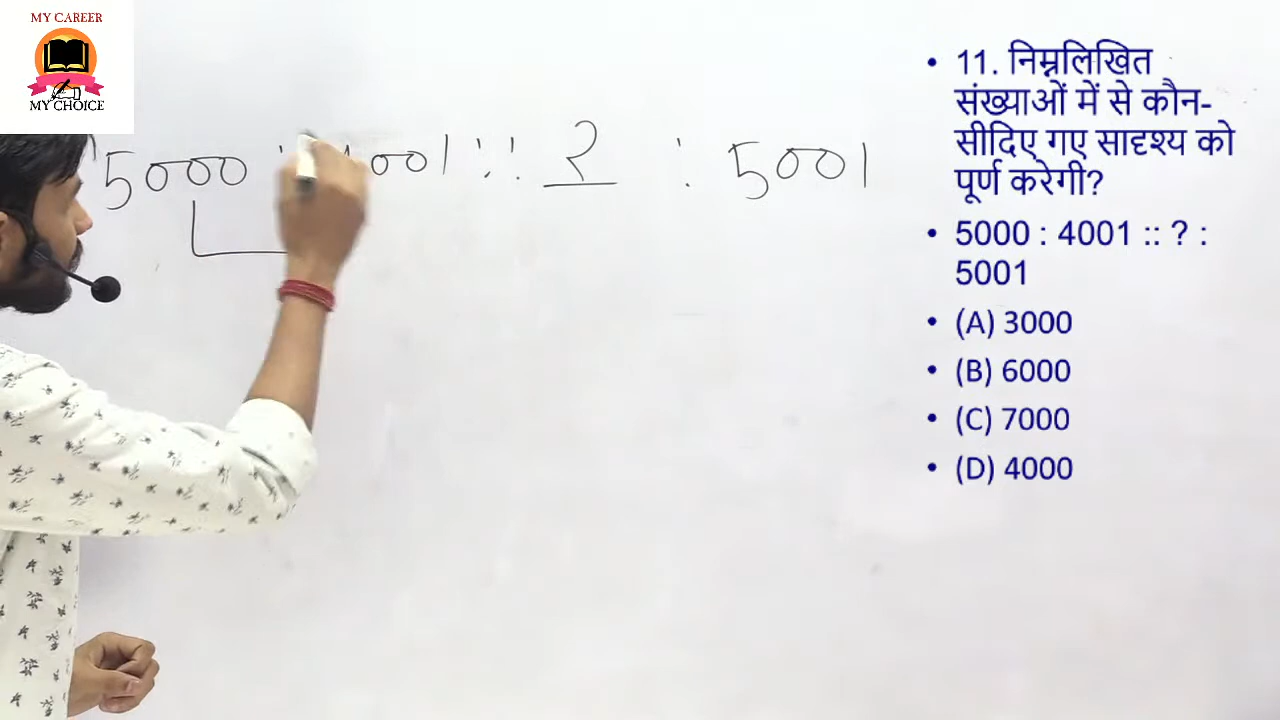 MY CAREER
MY CHOICE
5000 : 4001 :: ? : 5001
• 11. निम्नलिखित
संख्याओं में से कौन-
सीदिए गए सादृश्य को
पूर्ण करेगी?
• 5000 : 4001 :: ? :
5001
• (A) 3000
• (B) 6000
• (C) 7000
• (D) 4000